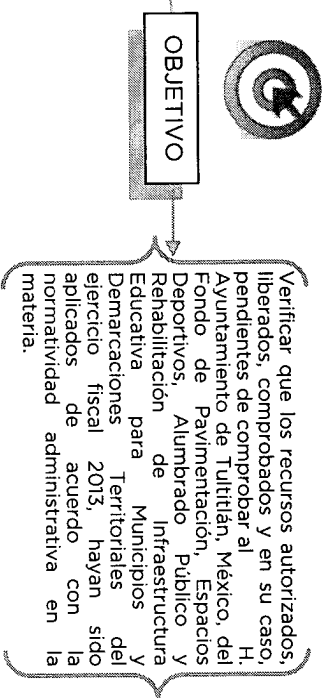 OBJETIVO
Verificar que los recursos autorizados,
liberados, comprobados y en su caso,
pendientes de comprobar al H.
Ayuntamiento de Tultitlán, México, del
Fondo de Pavimentación, Espacios
Deportivos, Alumbrado Público y
Rehabilitación de Infraestructura
Educativa para Municipios y
Demarcaciones Territoriales del
ejercicio fiscal 2013, hayan sido
aplicados de acuerdo con la
normatividad administrativa en la
materia.